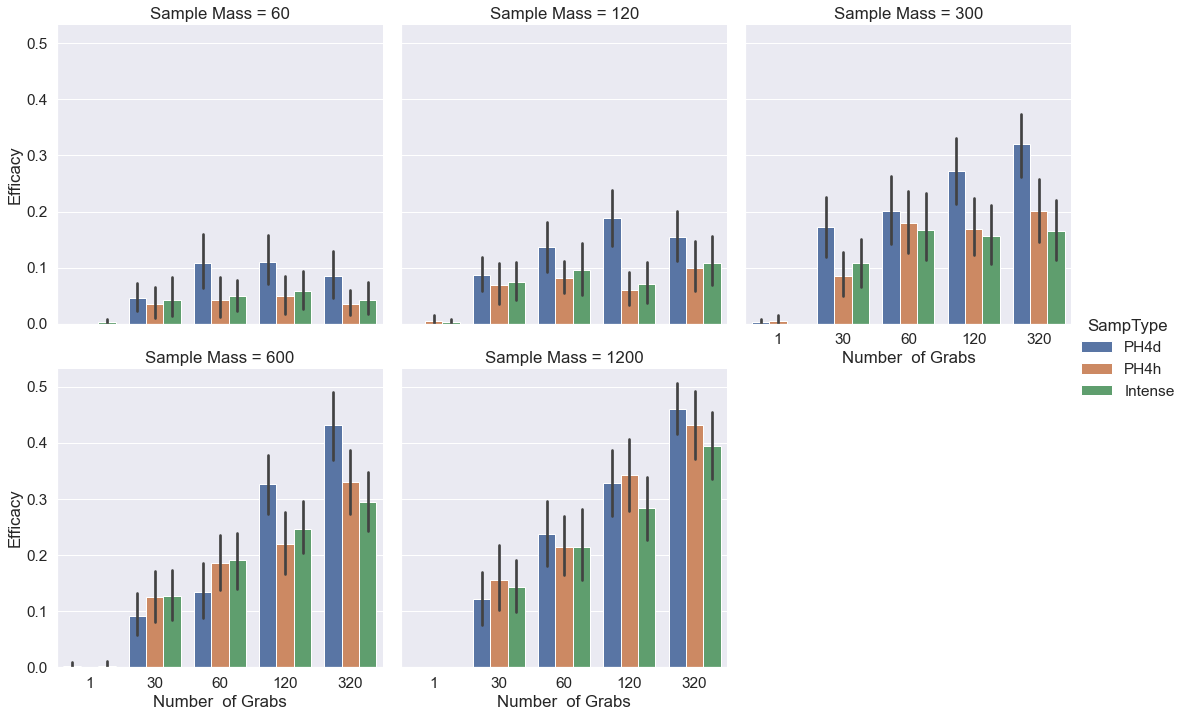 Sample Mass = 60
Sample Mass = 120
Sample Mass = 300
0.5
0.4
0.3
0.2
0.1
0.0
Efficacy
1
30
60
120
320
Number  of Grabs
SampType
PH4d
PH4h
Intense
Sample Mass = 600
Sample Mass = 1200
0.5
0.4
0.3
0.2
0.1
0.0
Efficacy
1
30
60
120
320
Number  of Grabs
1
30
60
120
320
Number  of Grabs